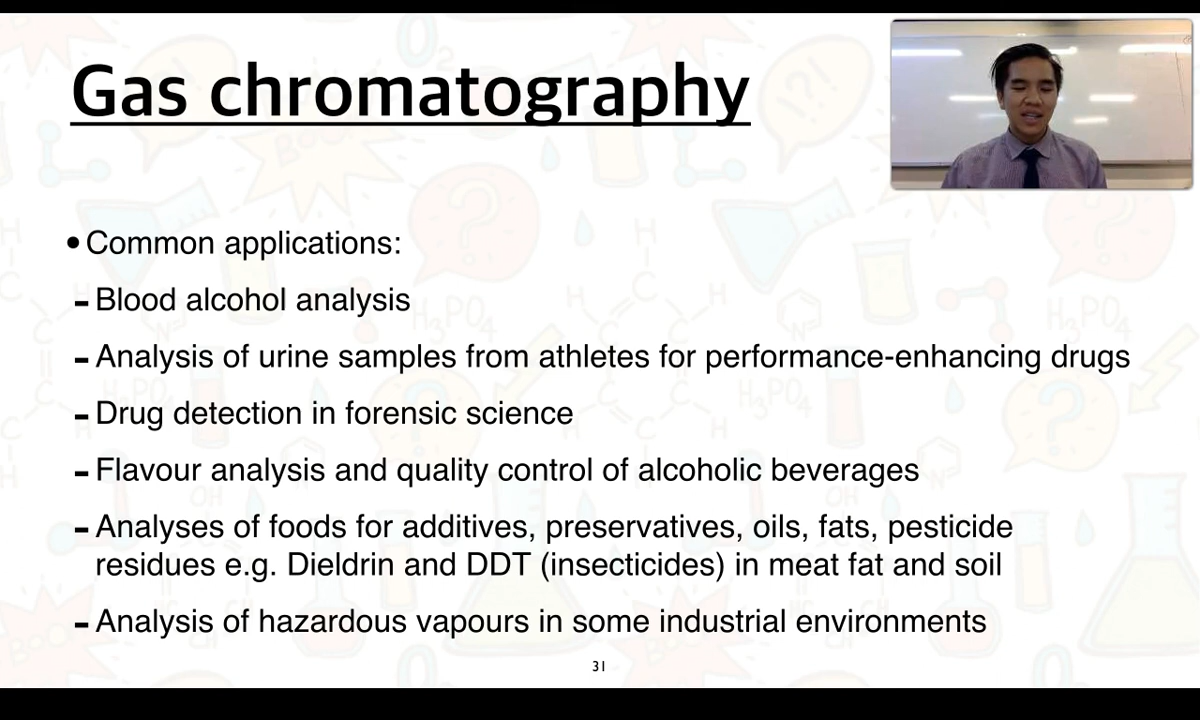 Gas chromatography
•Common applications:
-Blood alcohol analysis
-Analysis of urine samples from athletes for performance-enhancing drugs
-Drug detection in forensic science
-Flavour analysis and quality control of alcoholic beverages
-Analyses of foods for additives, preservatives, oils, fats, pesticide
residues e.g. Dieldrin and DDT (insecticides) in meat fat and soil
-Analysis of hazardous vapours in some industrial environments
31